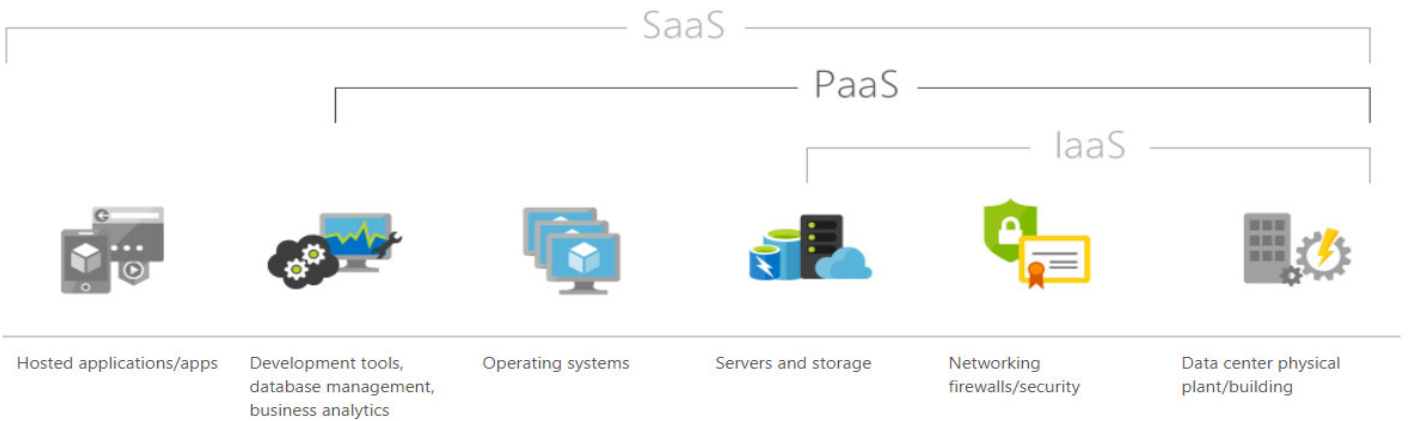 SaaS
PaaS
IaaS
Hosted applications/apps
Development tools,
database management,
business analytics
Operating systems
Servers and storage
Networking
firewalls/security
Data center physical
plant/building